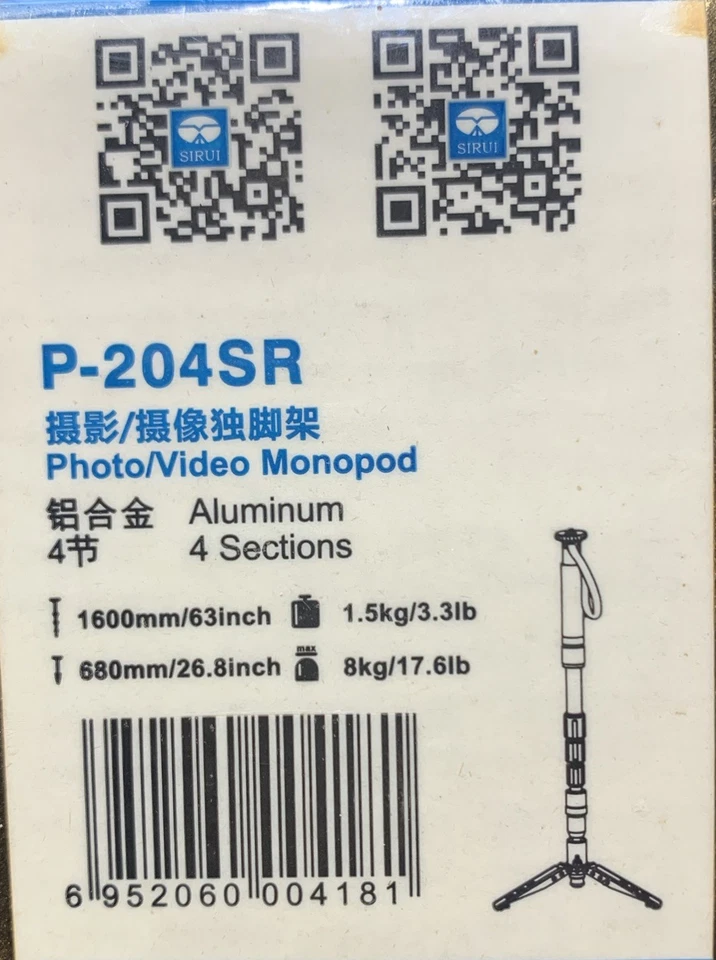 SIRUI
SIRUI
P-204SR
摄影/摄像独脚架
Photo/Video Monopod
铝合金 Aluminum
4节 4 Sections
1600mm/63inch 1.5kg/3.3lb
max
680mm/26.8inch 8kg/17.6lb
6 952060 004181